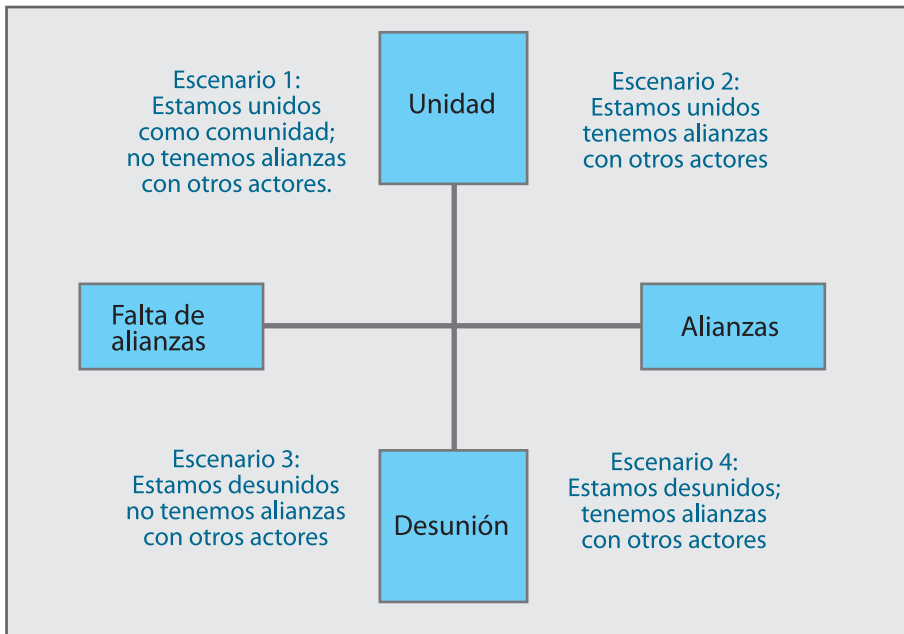 Escenario 1:
Estamos unidos
como comunidad;
no tenemos alianzas
con otros actores.
Unidad
Escenario 2:
Estamos unidos
tenemos alianzas
con otros actores
Falta de
alianzas
Alianzas
Escenario 3:
Estamos desunidos
no tenemos alianzas
con otros actores
Desunión
Escenario 4:
Estamos desunidos;
tenemos alianzas
con otros actores